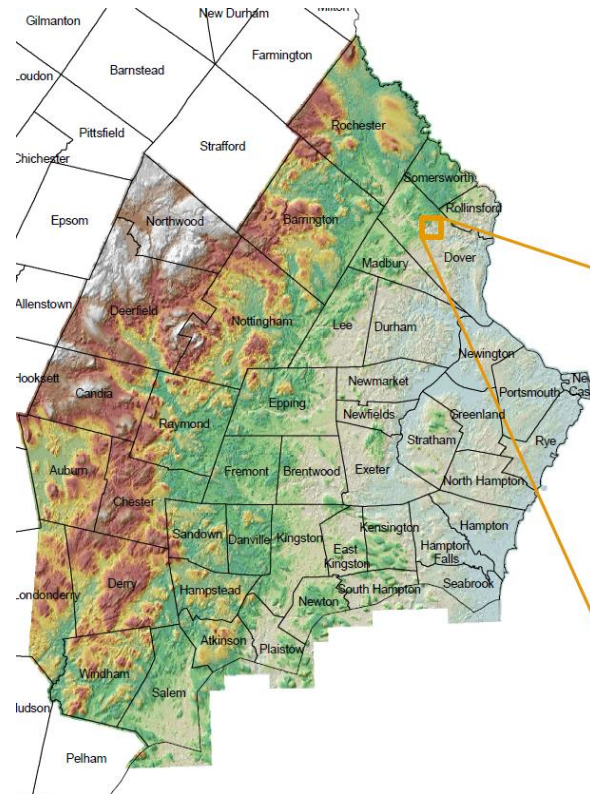 Milton
New Durham
Gilmanton
Farmington
Loudon
Barnstead
Rochester
Pittsfield
Strafford
Chichester
Somersworth
Rollinsford
Northwood
Barrington
Epsom
Dover
Madbury
Allenstown
Deerfield
Nottingham
Lee
Durham
Newington
Hooksett
Candia
Newmarket
Portsmouth
New
Cas
Epping
Raymond
Newfields
Greenland
Stratham
Rye
Auburn
Fremont
Brentwood
Exeter
North Hampton
Chester
Sandown
Danville
Kingston
Kensington
Hampton
East
Kingston
Hampton
Falls
Derry
Londonderry
Hampstead
South Hampton
Seabrook
Newton
Atkinson
Plaistow
Windham
Salem
Hudson
Pelham